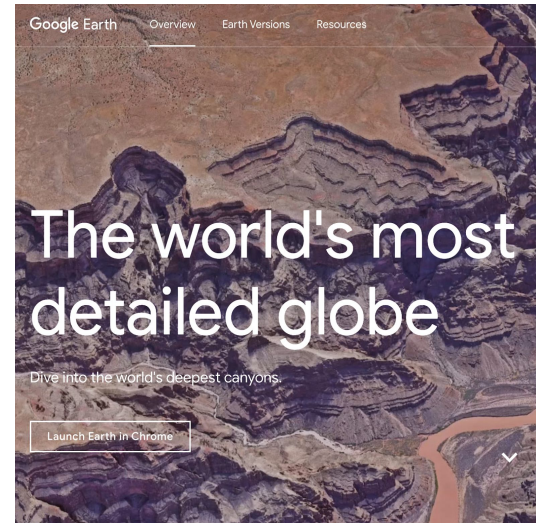 Google Earth Overview Earth Versions Resources
The world's most
detailed globe
Dive into the world's deepest canyons.
Launch Earth in Chrome